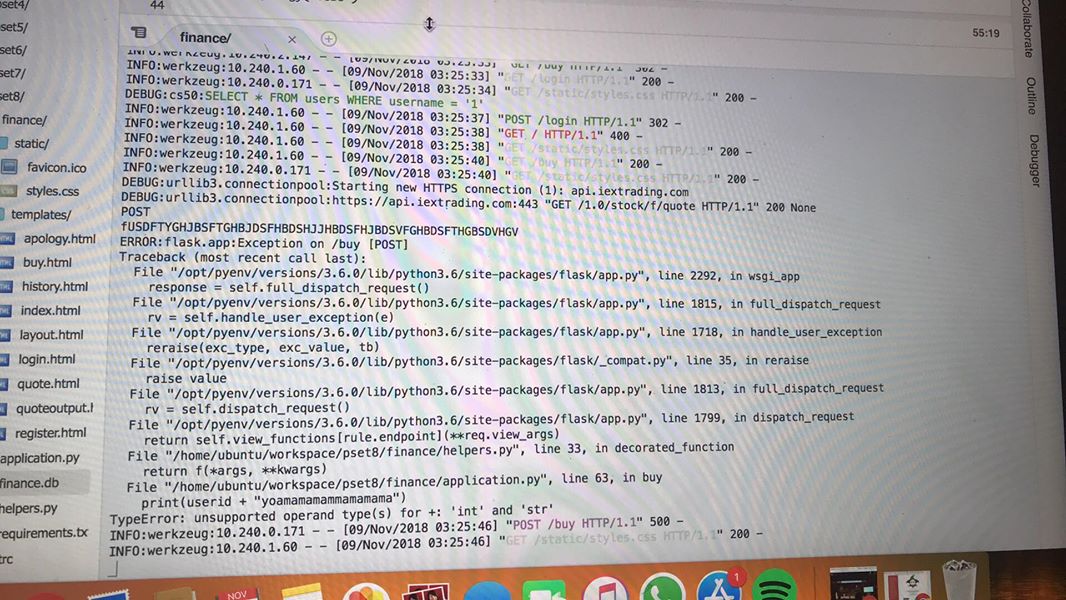 set4/
set5/
set6/
set7/
set8/
finance/
static/
favicon.ico
styles.css
templates/
apology.html
buy.html
history.html
index.html
layout.html
login.html
quote.html
quoteoutput.
register.html
application.py
finance.db
helpers.py
requirements.tx
44
finance/
55:19
Collaborate
Outline
Debugger
INFO:werkzeug:10.240.1.60 - - [09/Nov/2018 03:25:33] "GET /login HTTP/1.1" 200 -
INFO:werkzeug:10.240.0.171 - - [09/Nov/2018 03:25:34] "GET /static/styles.css HTTP/1.1" 200 -
DEBUG:cs50:SELECT * FROM users WHERE username = '1'
INFO:werkzeug:10.240.1.60 - - [09/Nov/2018 03:25:37] "POST /login HTTP/1.1" 302 -
INFO:werkzeug:10.240.1.60 - - [09/Nov/2018 03:25:38] "GET / HTTP/1.1" 400 -
INFO:werkzeug:10.240.1.60 - - [09/Nov/2018 03:25:38] "GET /static/styles.css HTTP/1.1" 200 -
INFO:werkzeug:10.240.1.60 - - [09/Nov/2018 03:25:40] "GET /buy HTTP/1.1" 200 -
INFO:werkzeug:10.240.0.171 - - [09/Nov/2018 03:25:40] "GET /static/styles.css HTTP/1.1" 200 -
DEBUG:urllib3.connectionpool:Starting new HTTPS connection (1): api.iextrading.com
DEBUG:urllib3.connectionpool:https://api.iextrading.com:443 "GET /1.0/stock/f/quote HTTP/1.1" 200 None
POST
fUSDFTYGHJBSFTGHBJDSFHBDSHJJHBDSFHJBDSVFGHBDSFTHGBSDVHGV
ERROR:flask.app:Exception on /buy [POST]
Traceback (most recent call last):
File "/opt/pyenv/versions/3.6.0/lib/python3.6/site-packages/flask/app.py", line 2292, in wsgi_app
response = self.full_dispatch_request()
File "/opt/pyenv/versions/3.6.0/lib/python3.6/site-packages/flask/app.py", line 1815, in full_dispatch_request
rv = self.handle_user_exception(e)
File "/opt/pyenv/versions/3.6.0/lib/python3.6/site-packages/flask/app.py", line 1718, in handle_user_exception
reraise(exc_type, exc_value, tb)
File "/opt/pyenv/versions/3.6.0/lib/python3.6/site-packages/flask/_compat.py", line 35, in reraise
raise value
File "/opt/pyenv/versions/3.6.0/lib/python3.6/site-packages/flask/app.py", line 1813, in full_dispatch_request
rv = self.dispatch_request()
File "/opt/pyenv/versions/3.6.0/lib/python3.6/site-packages/flask/app.py", line 1799, in dispatch_request
return self.view_functions[rule.endpoint](**req.view_args)
File "/home/ubuntu/workspace/pset8/finance/helpers.py", line 33, in decorated_function
return f(*args, **kwargs)
File "/home/ubuntu/workspace/pset8/finance/application.py", line 63, in buy
print(userid + "yoamamamammamamama")
TypeError: unsupported operand type(s) for +: 'int' and 'str'
INFO:werkzeug:10.240.0.171 - - [09/Nov/2018 03:25:46] "POST /buy HTTP/1.1" 500 -
INFO:werkzeug:10.240.1.60 - - [09/Nov/2018 03:25:46] "GET /static/styles.css HTTP/1.1" 200 -
NOV
1